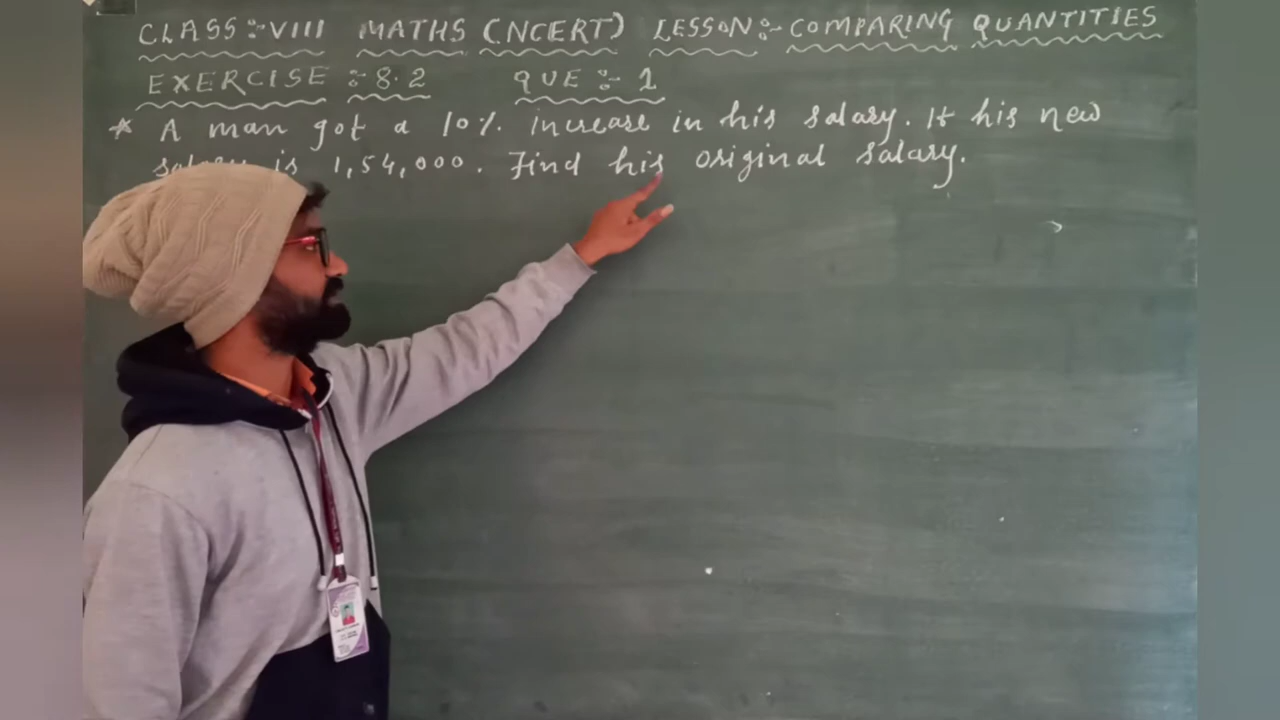 CLASS :- VIII MATHS (NCERT) LESSON :- COMPARING QUANTITIES
EXERCISE :- 8.2 QUE :- 1
* A man got a 10% increase in his salary. If his new
is 1,54,000. Find his original salary.